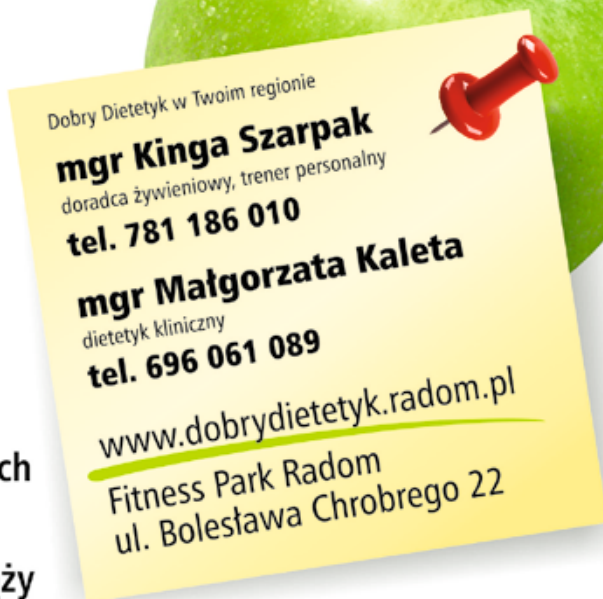 Dobry Dietetyk w Twoim regionie
mgr Kinga Szarpak
doradca żywieniowy, trener personalny
tel. 781 186 010
mgr Małgorzata Kaleta
dietetyk kliniczny
tel. 696 061 089
www.dobrydietetyk.radom.pl
Fitness Park Radom
ul. Bolesława Chrobrego 22